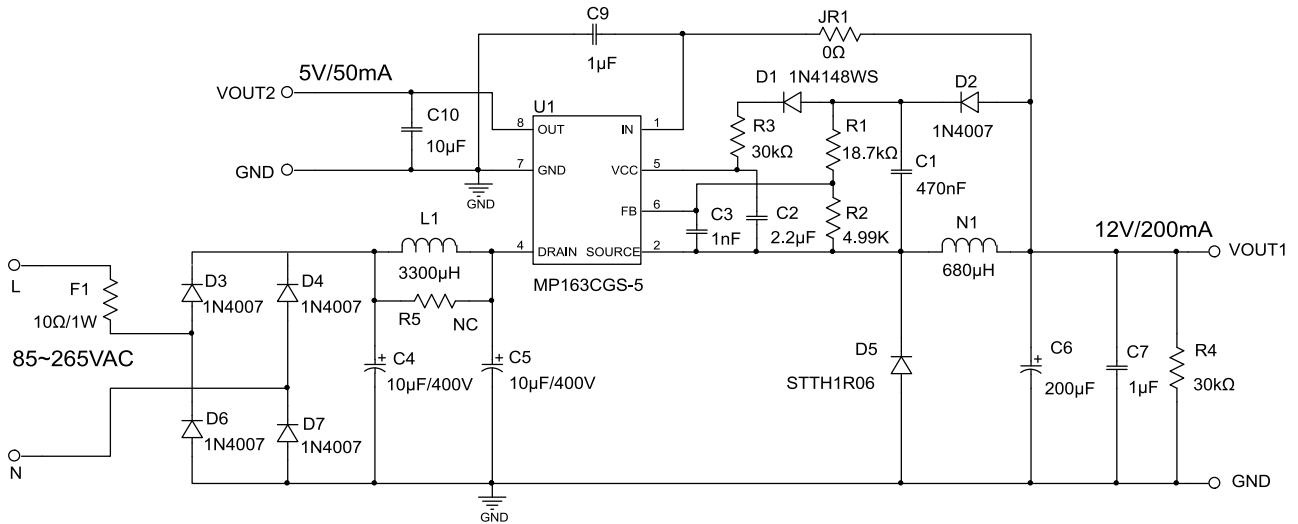 C9
1µF
JR1
0Ω
5V/50mA
VOUT2
C10
10µF
GND
GND
U1
8 OUT
IN 1
7 GND
VCC 5
FB 6
4 DRAIN
SOURCE 2
MP163CGS-5
D1 1N4148WS
D2
1N4007
R3
30kΩ
R1
18.7kΩ
C1
470nF
C3
1nF
C2
2.2µF
R2
4.99K
N1
680µH
12V/200mA
VOUT1
L1
3300µH
R5
NC
L
F1
10Ω/1W
85~265VAC
N
D3
1N4007
D4
1N4007
D6
1N4007
D7
1N4007
C4
10µF/400V
C5
10µF/400V
GND
D5
STTH1R06
C6
200µF
C7
1µF
R4
30kΩ
GND
+
+
+